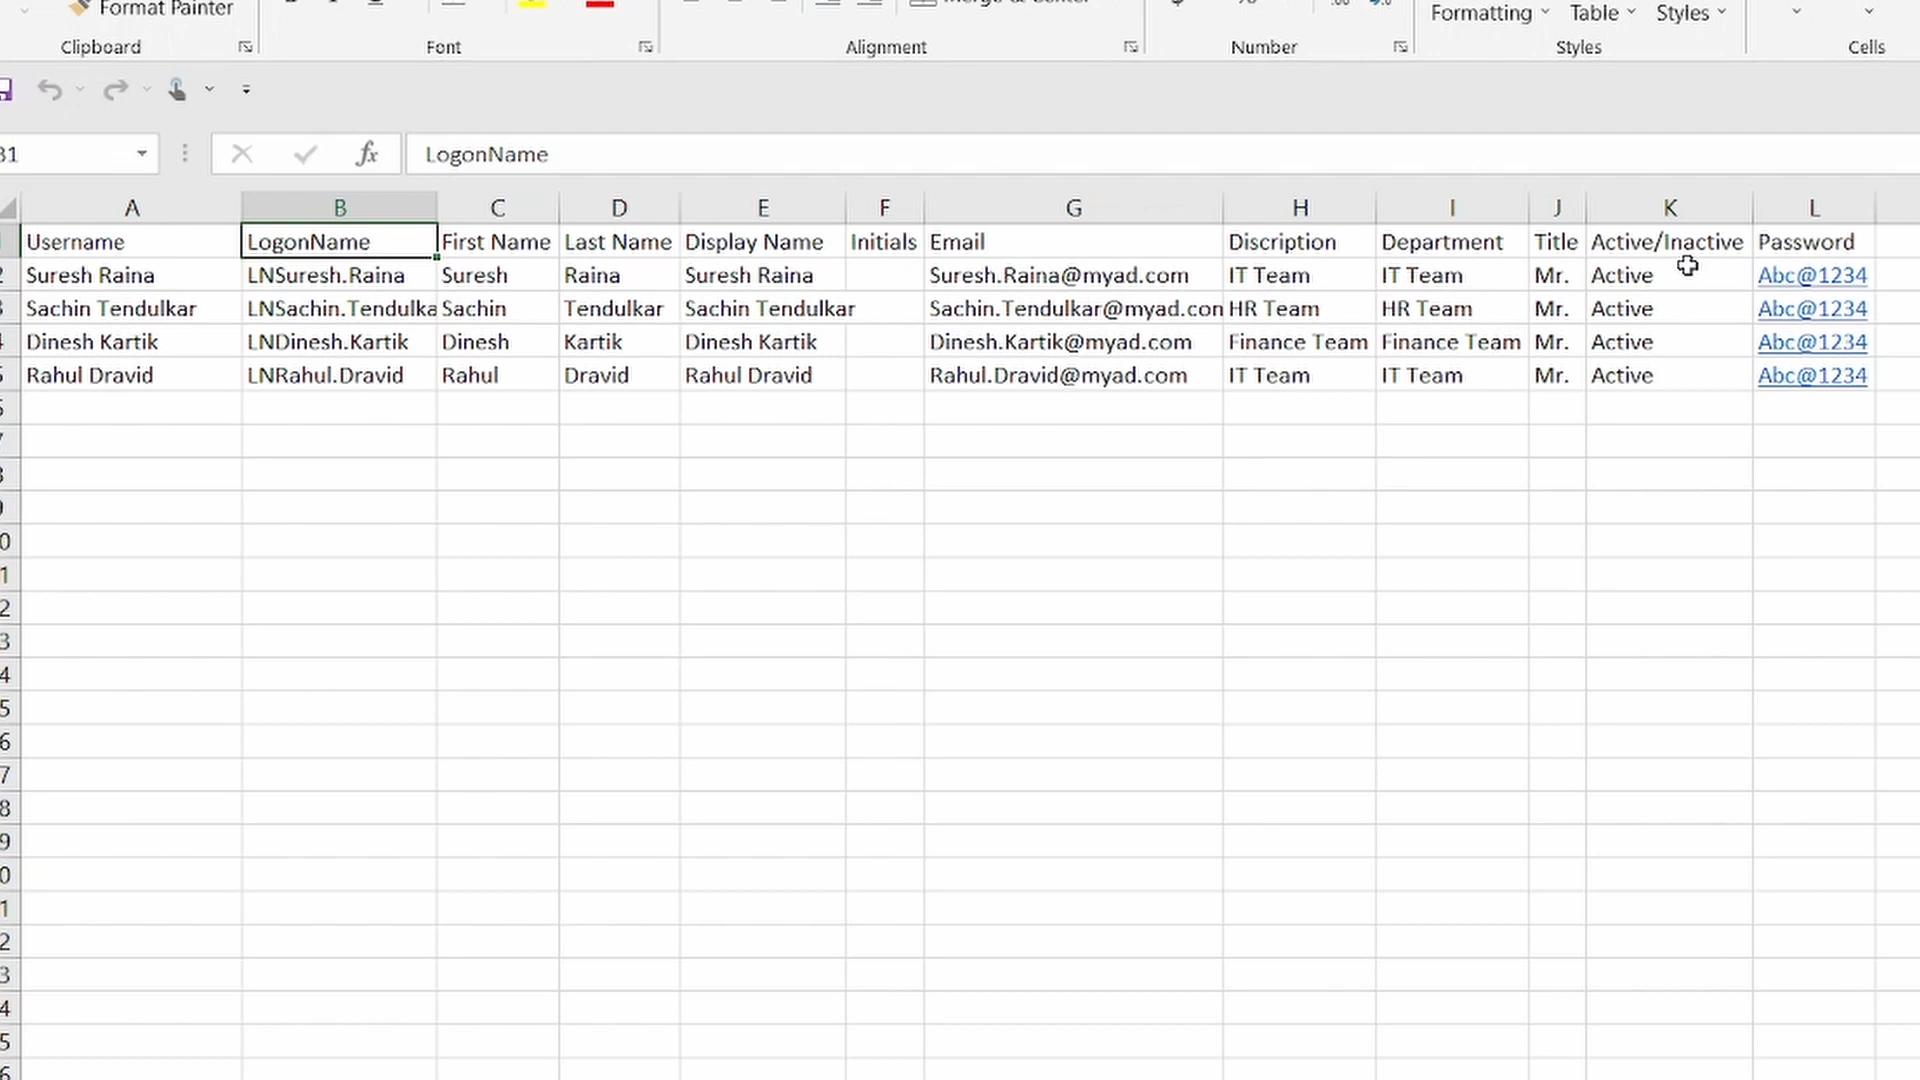 Format Painter
Formatting Table Styles
Clipboard Font Alignment Number Styles Cells
LogonName
A B C D E F G H I J K L
Username LogonName First Name Last Name Display Name Initials Email Discription Department Title Active/Inactive Password
Suresh Raina LNSuresh.Raina Suresh Raina Suresh Raina Suresh.Raina@myad.com IT Team IT Team Mr. Active Abc@1234
Sachin Tendulkar LNSachin.Tendulka Sachin Tendulkar Sachin Tendulkar Sachin.Tendulkar@myad.con HR Team HR Team Mr. Active Abc@1234
Dinesh Kartik LNDinesh.Kartik Dinesh Kartik Dinesh Kartik Dinesh.Kartik@myad.com Finance Team Finance Team Mr. Active Abc@1234
Rahul Dravid LNRahul.Dravid Rahul Dravid Rahul Dravid Rahul.Dravid@myad.com IT Team IT Team Mr. Active Abc@1234